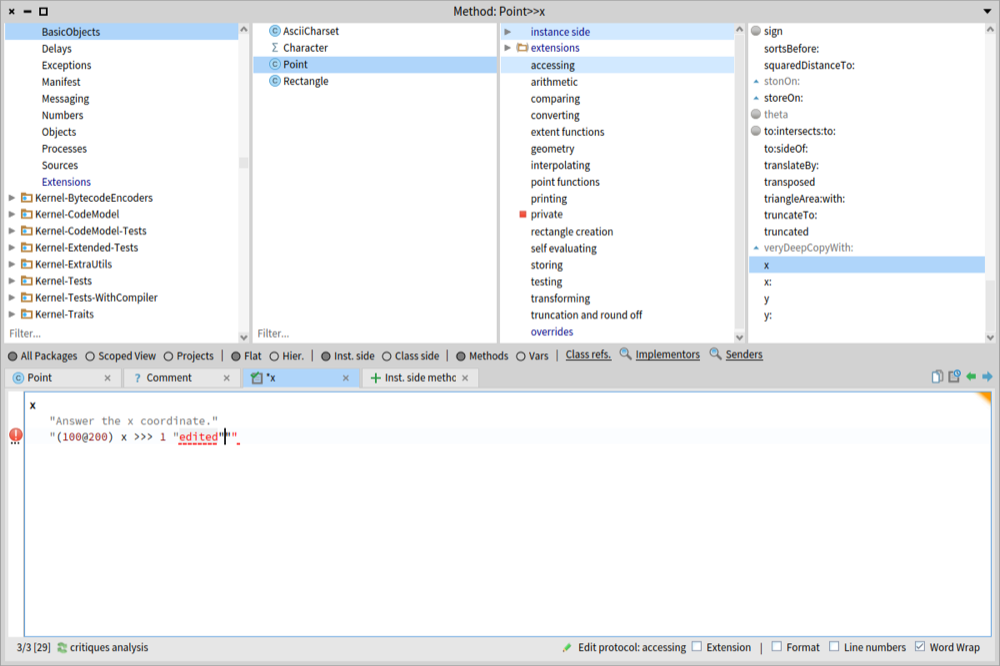 Method: Point>>x
BasicObjects
Delays
Exceptions
Manifest
Messaging
Numbers
Objects
Processes
Sources
Extensions
Kernel-BytecodeEncoders
Kernel-CodeModel
Kernel-CodeModel-Tests
Kernel-Extended-Tests
Kernel-ExtraUtils
Kernel-Tests
Kernel-Tests-WithCompiler
Kernel-Traits
Filter...
AsciiCharset
Character
Point
Rectangle
Filter...
instance side
extensions
accessing
arithmetic
comparing
converting
extent functions
geometry
interpolating
point functions
printing
private
rectangle creation
self evaluating
storing
testing
transforming
truncation and round off
overrides
sign
sortsBefore:
squaredDistanceTo:
stonOn:
storeOn:
theta
to:intersects:to:
to:sideOf:
translateBy:
transposed
triangleArea:with:
truncateTo:
truncated
veryDeepCopyWith:
x
x:
y
y:
All Packages Scoped View Projects | Flat Hier. | Inst. side Class side | Methods Vars | Class refs. Implementors Senders
Point ? Comment *x Inst. side methc
x
"Answer the x coordinate."
"(100@200) x >>> 1 "edited"""
3/3 [29] critiques analysis Edit protocol: accessing Extension | Format Line numbers Word Wrap